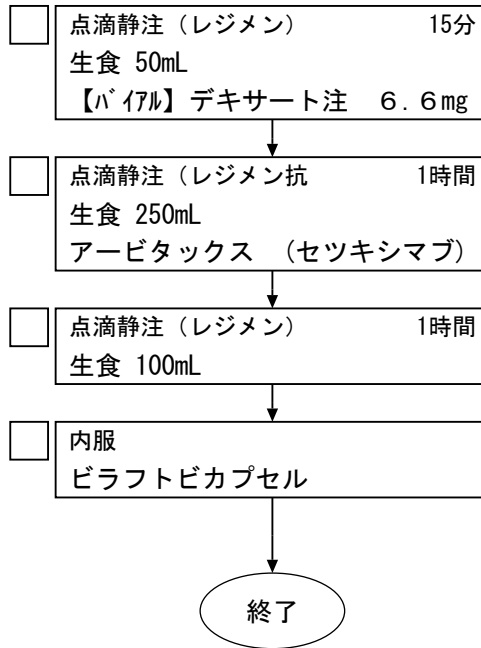 点滴静注（レジメン） 15分
生食 50mL
【ﾊﾞｲｱﾙ】デキサート注 ６．６mg
点滴静注（レジメン抗 1時間
生食 250mL
アービタックス （セツキシマブ）
点滴静注（レジメン） 1時間
生食 100mL
内服
ビラフトビカプセル
終了